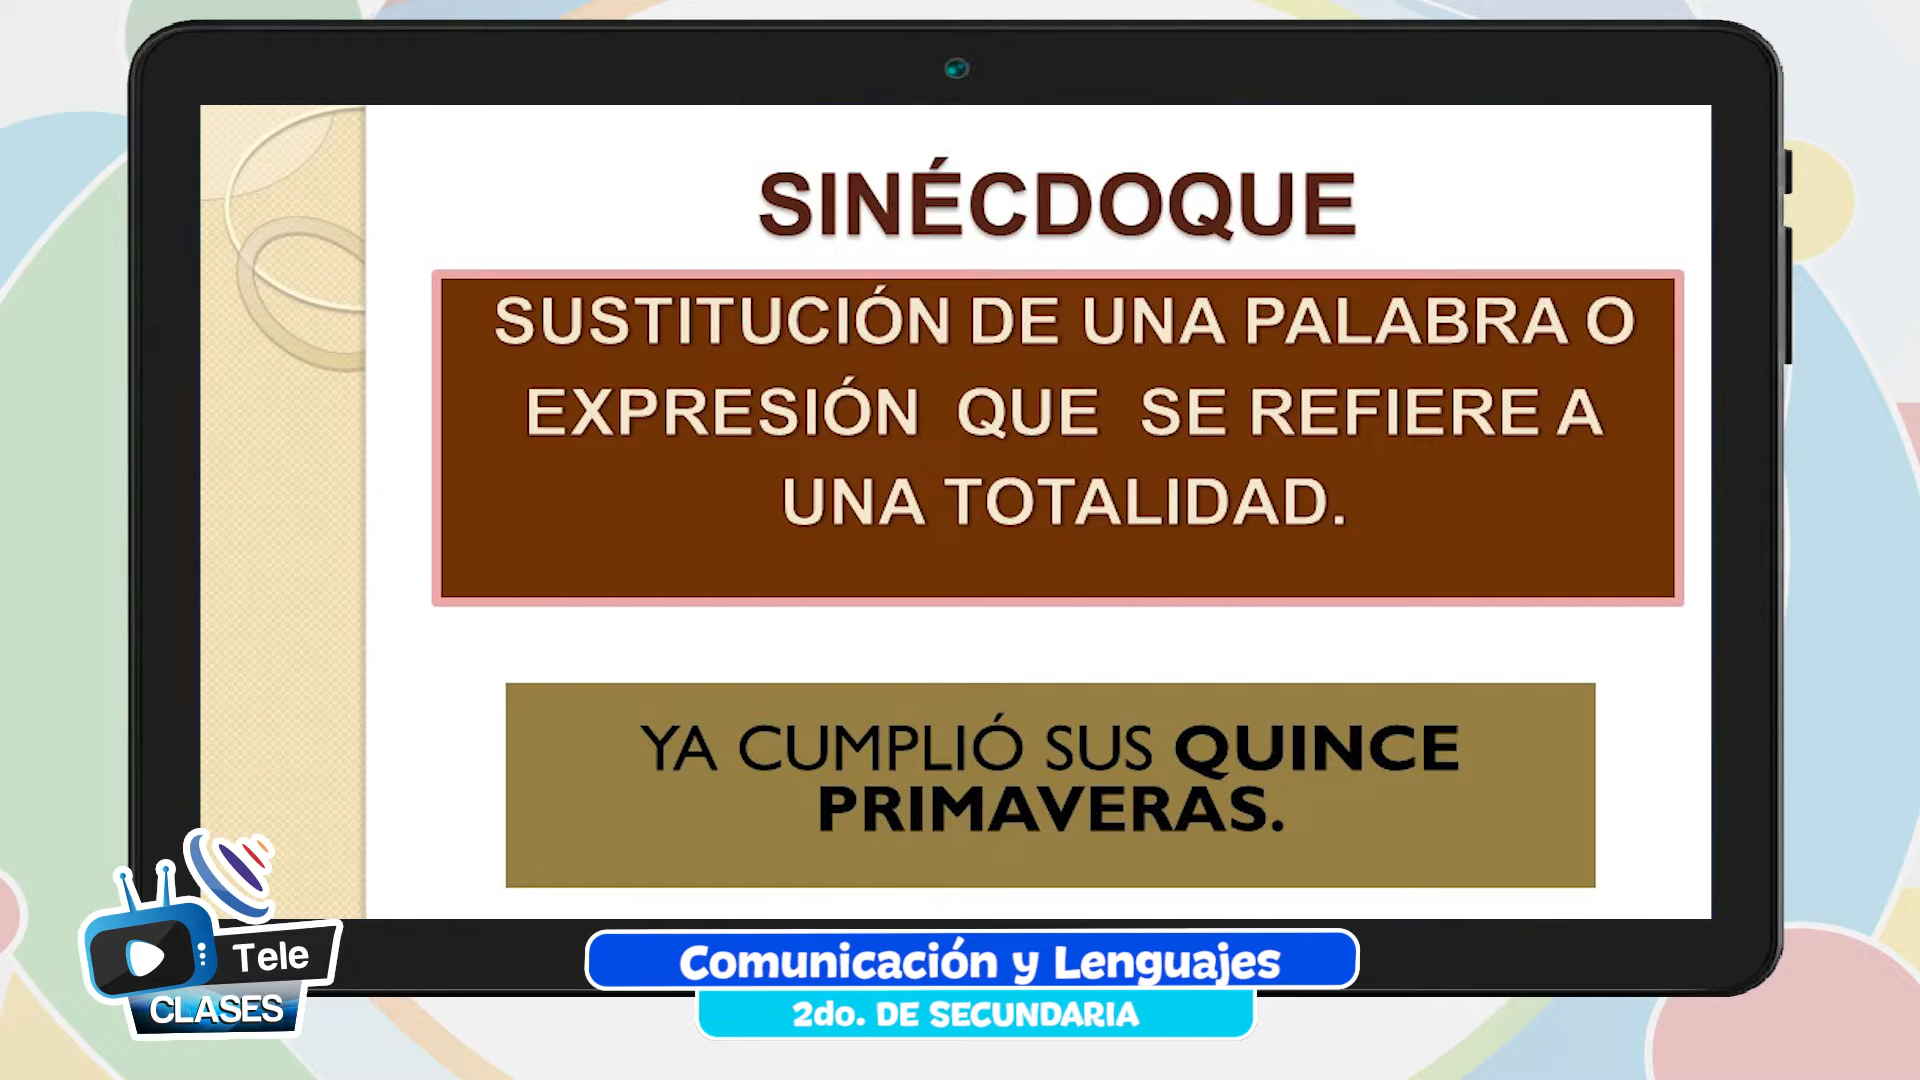 SINÉCDOQUE
SUSTITUCIÓN DE UNA PALABRA O
EXPRESIÓN QUE SE REFIERE A
UNA TOTALIDAD.
YA CUMPLIÓ SUS QUINCE
PRIMAVERAS.
Tele
CLASES
Comunicación y Lenguajes
2do. DE SECUNDARIA